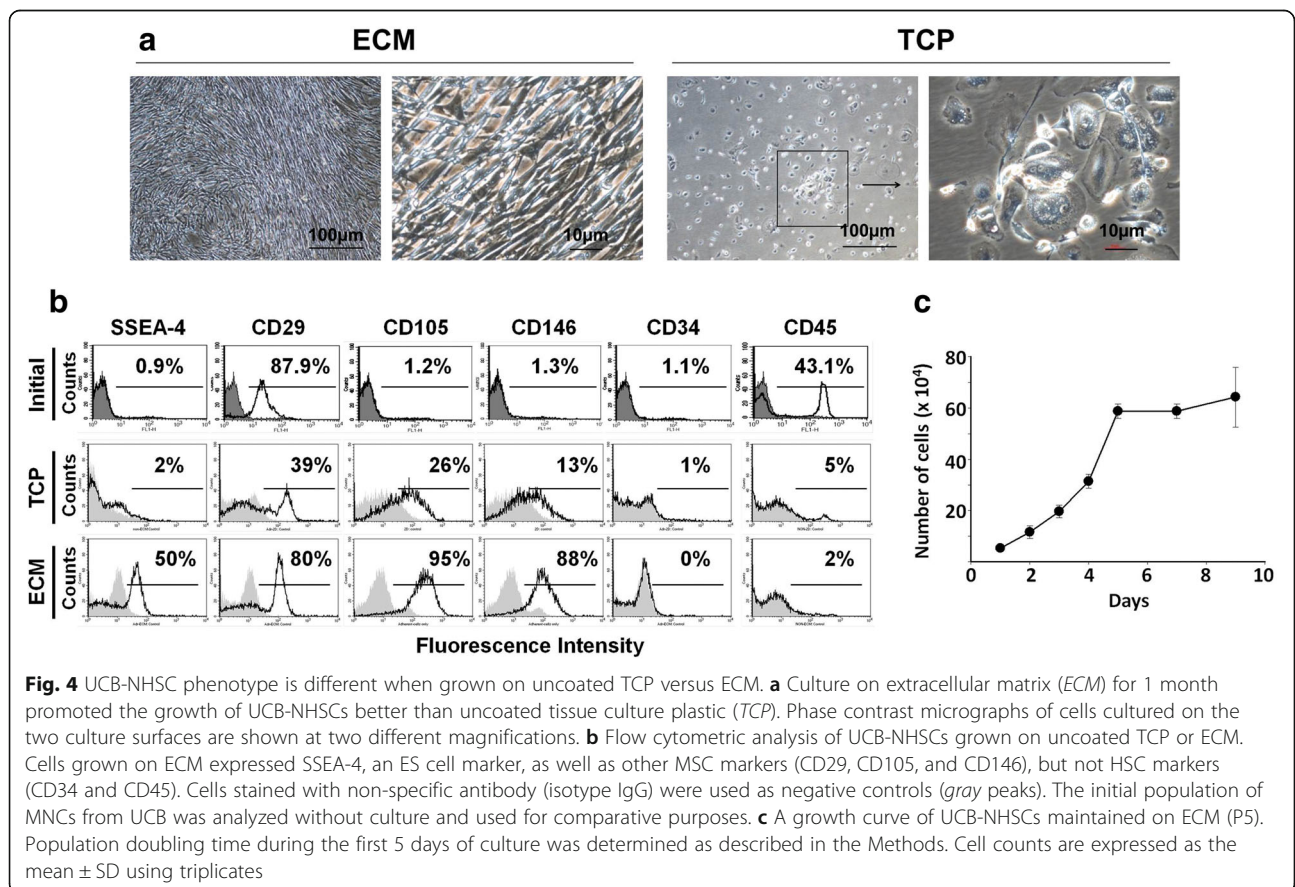 a
ECM
TCP
100µm
10µm
100µm
10µm
b
SSEA-4 CD29 CD105 CD146 CD34 CD45
Initial
Counts
0.9% 87.9% 1.2% 1.3% 1.1% 43.1%
TCP
Counts
2% 39% 26% 13% 1% 5%
ECM
Counts
50% 80% 95% 88% 0% 2%
Fluorescence Intensity
c
Number of cells (x 10⁴)
80
60
40
20
0 2 4 6 8 10
Days
Fig. 4 UCB-NHSC phenotype is different when grown on uncoated TCP versus ECM. a Culture on extracellular matrix (ECM) for 1 month
promoted the growth of UCB-NHSCs better than uncoated tissue culture plastic (TCP). Phase contrast micrographs of cells cultured on the
two culture surfaces are shown at two different magnifications. b Flow cytometric analysis of UCB-NHSCs grown on uncoated TCP or ECM.
Cells grown on ECM expressed SSEA-4, an ES cell marker, as well as other MSC markers (CD29, CD105, and CD146), but not HSC markers
(CD34 and CD45). Cells stained with non-specific antibody (isotype IgG) were used as negative controls (gray peaks). The initial population of
MNCs from UCB was analyzed without culture and used for comparative purposes. c A growth curve of UCB-NHSCs maintained on ECM (P5).
Population doubling time during the first 5 days of culture was determined as described in the Methods. Cell counts are expressed as the
mean ± SD using triplicates